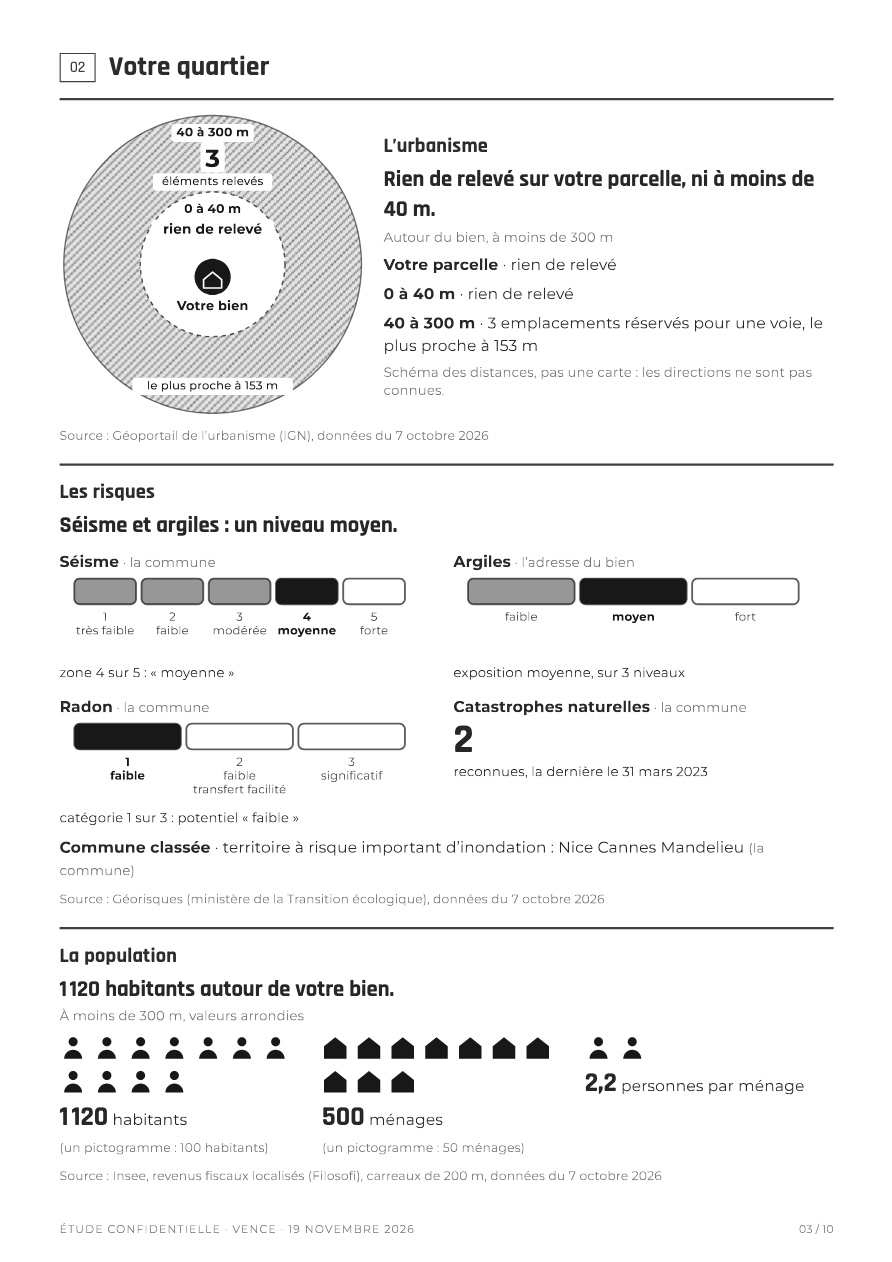 02 Votre quartier
40 à 300 m
3
éléments relevés
0 à 40 m
rien de relevé
Votre bien
le plus proche à 153 m
L'urbanisme
Rien de relevé sur votre parcelle, ni à moins de
40 m.
Autour du bien, à moins de 300 m
Votre parcelle · rien de relevé
0 à 40 m · rien de relevé
40 à 300 m · 3 emplacements réservés pour une voie, le
plus proche à 153 m
Schéma des distances, pas une carte : les directions ne sont pas
connues.
Source : Géoportail de l'urbanisme (IGN), données du 7 octobre 2026
Les risques
Séisme et argiles : un niveau moyen.
Séisme · la commune
1 2 3 4 5
très faible faible modérée moyenne forte
zone 4 sur 5 : « moyenne »
Argiles · l'adresse du bien
faible moyen fort
exposition moyenne, sur 3 niveaux
Radon · la commune
1 2 3
faible faible significatif
transfert facilité
catégorie 1 sur 3 : potentiel « faible »
Catastrophes naturelles · la commune
2
reconnues, la dernière le 31 mars 2023
Commune classée · territoire à risque important d'inondation : Nice Cannes Mandelieu (la
commune)
Source : Géorisques (ministère de la Transition écologique), données du 7 octobre 2026
La population
1 120 habitants autour de votre bien.
À moins de 300 m, valeurs arrondies
1 120 habitants
(un pictogramme : 100 habitants)
500 ménages
(un pictogramme : 50 ménages)
2,2 personnes par ménage
Source : Insee, revenus fiscaux localisés (Filosofi), carreaux de 200 m, données du 7 octobre 2026
ÉTUDE CONFIDENTIELLE · VENCE · 19 NOVEMBRE 2026
03 / 10